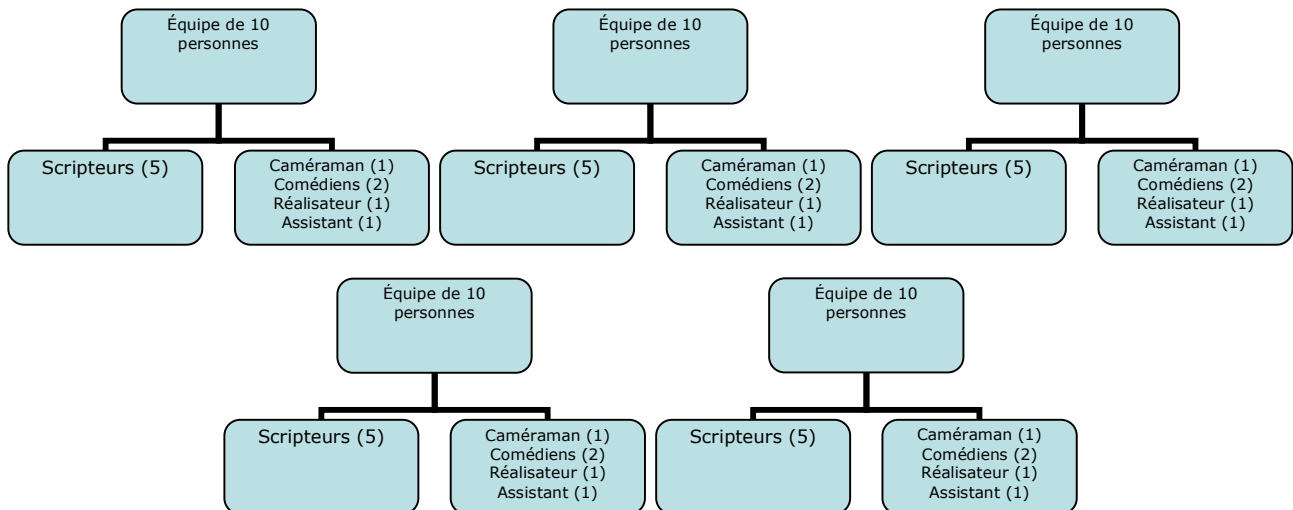 Équipe de 10
personnes
Équipe de 10
personnes
Équipe de 10
personnes
Scripteurs (5)
Caméraman (1)
Comédiens (2)
Réalisateur (1)
Assistant (1)
Scripteurs (5)
Caméraman (1)
Comédiens (2)
Réalisateur (1)
Assistant (1)
Scripteurs (5)
Caméraman (1)
Comédiens (2)
Réalisateur (1)
Assistant (1)
Équipe de 10
personnes
Équipe de 10
personnes
Scripteurs (5)
Caméraman (1)
Comédiens (2)
Réalisateur (1)
Assistant (1)
Scripteurs (5)
Caméraman (1)
Comédiens (2)
Réalisateur (1)
Assistant (1)